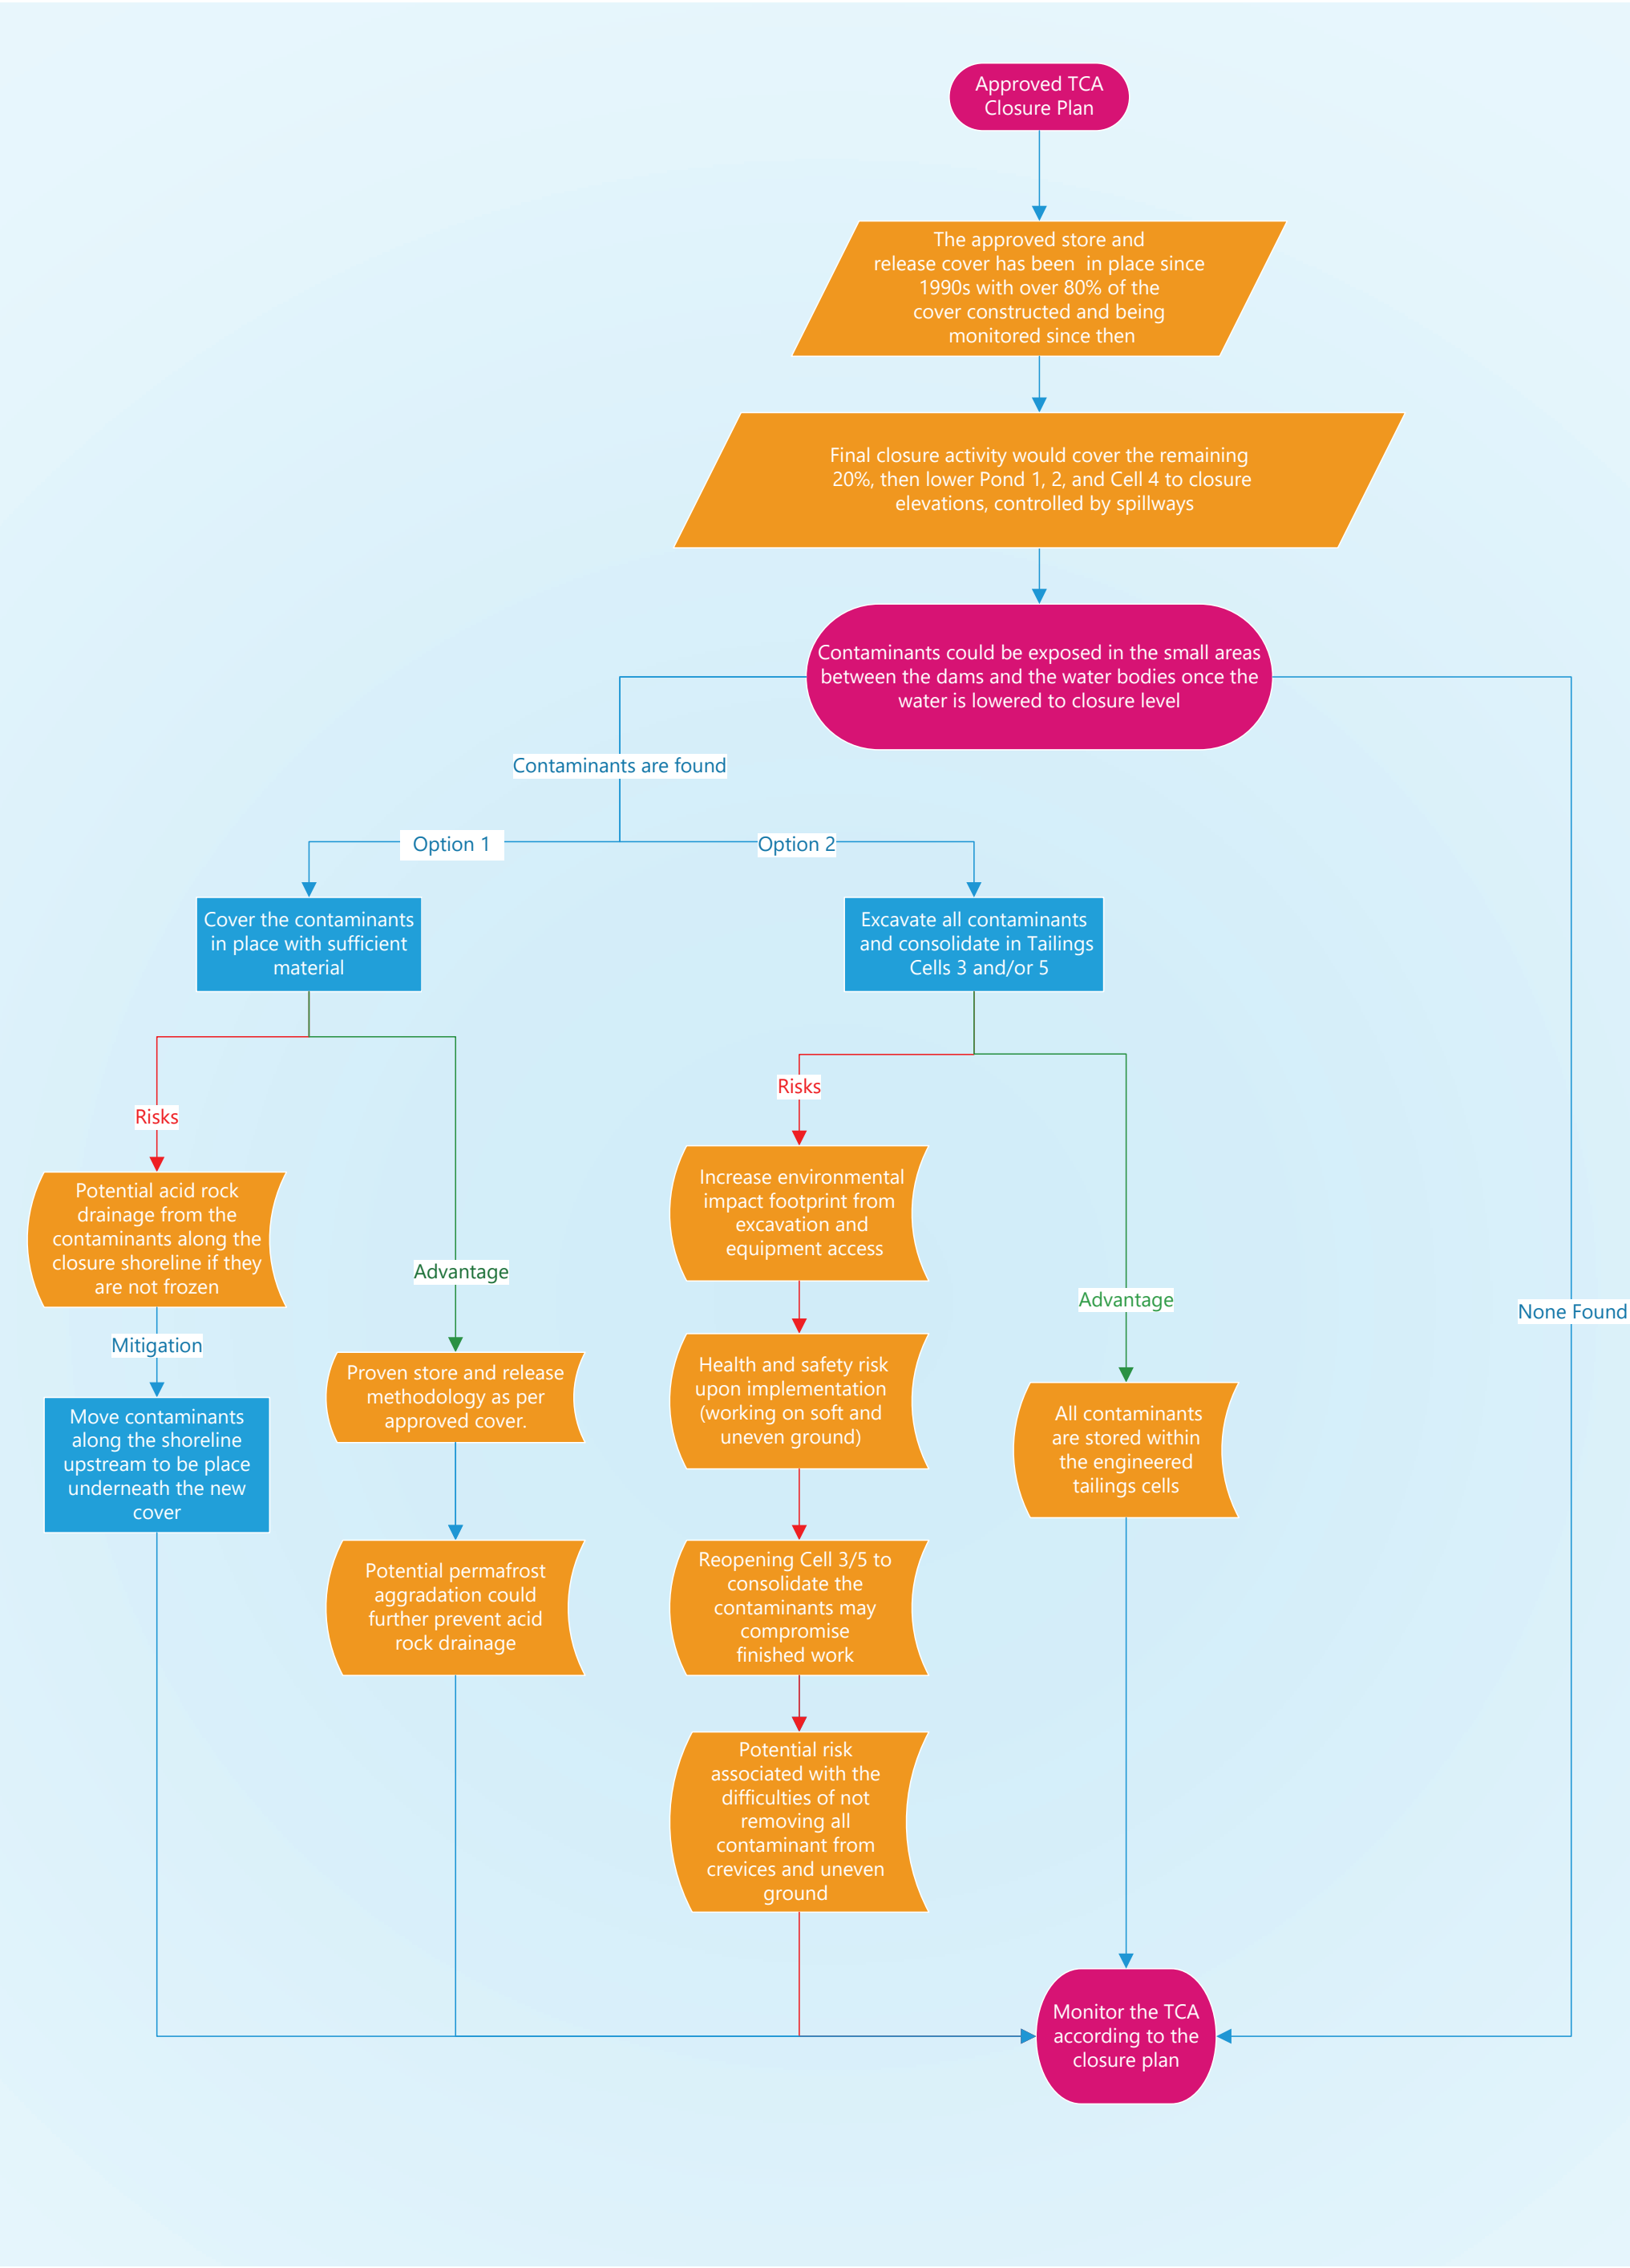 Approved TCA
Closure Plan
The approved store and
release cover has been  in place since
1990s with over 80% of the
cover constructed and being
monitored since then
Final closure activity would cover the remaining
20%, then lower Pond 1, 2, and Cell 4 to closure
elevations, controlled by spillways
Contaminants could be exposed in the small areas
between the dams and the water bodies once the
water is lowered to closure level
Contaminants are found
Option 1
Option 2
Cover the contaminants
in place with sufficient
material
Excavate all contaminants
and consolidate in Tailings
Cells 3 and/or 5
Risks
Potential acid rock
drainage from the
contaminants along the
closure shoreline if they
are not frozen
Mitigation
Move contaminants
along the shoreline
upstream to be place
underneath the new
cover
Advantage
Proven store and release
methodology as per
approved cover.
Potential permafrost
aggradation could
further prevent acid
rock drainage
Risks
Increase environmental
impact footprint from
excavation and
equipment access
Health and safety risk
upon implementation
(working on soft and
uneven ground)
Reopening Cell 3/5 to
consolidate the
contaminants may
compromise
finished work
Potential risk
associated with the
difficulties of not
removing all
contaminant from
crevices and uneven
ground
Advantage
All contaminants
are stored within
the engineered
tailings cells
None Found
Monitor the TCA
according to the
closure plan